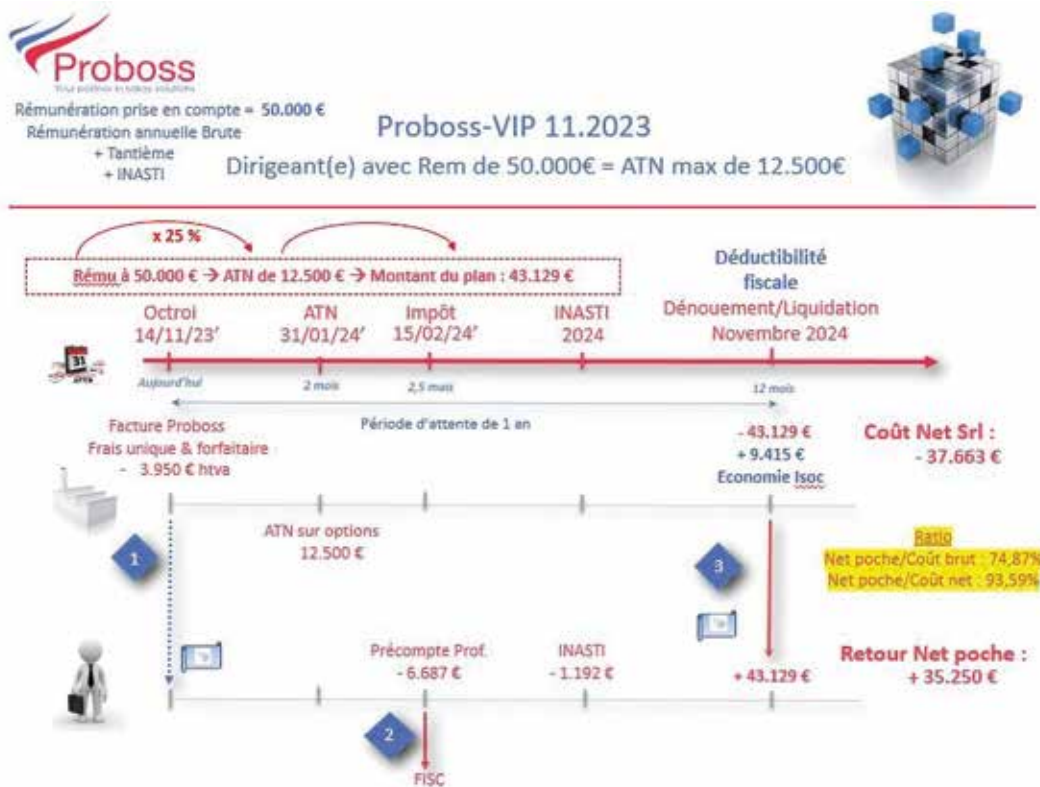 Proboss
Your partner in salary solutions
Rémunération prise en compte = 50.000 €
Rémunération annuelle Brute
+ Tantième
+ INASTI
Proboss-VIP 11.2023
Dirigeant(e) avec Rem de 50.000€ = ATN max de 12.500€
x 25 %
Rému à 50.000 € → ATN de 12.500 € → Montant du plan : 43.129 €
Déductibilité
fiscale
Dénouement/Liquidation
Novembre 2024
Octroi
14/11/23’
ATN
31/01/24’
Impôt
15/02/24’
INASTI
2024
31
Aujourd’hui
2 mois
2,5 mois
12 mois
Période d’attente de 1 an
Facture Proboss
Frais unique & forfaitaire
- 3.950 € htva
- 43.129 €
+ 9.415 €
Economie Isoc
Coût Net Srl :
- 37.663 €
1
ATN sur options
12.500 €
3
Ratio
Net poche/Coût brut : 74,87%
Net poche/Coût net : 93,59%
Précompte Prof.
- 6.687 €
INASTI
- 1.192 €
+ 43.129 €
Retour Net poche :
+ 35.250 €
2
FISC